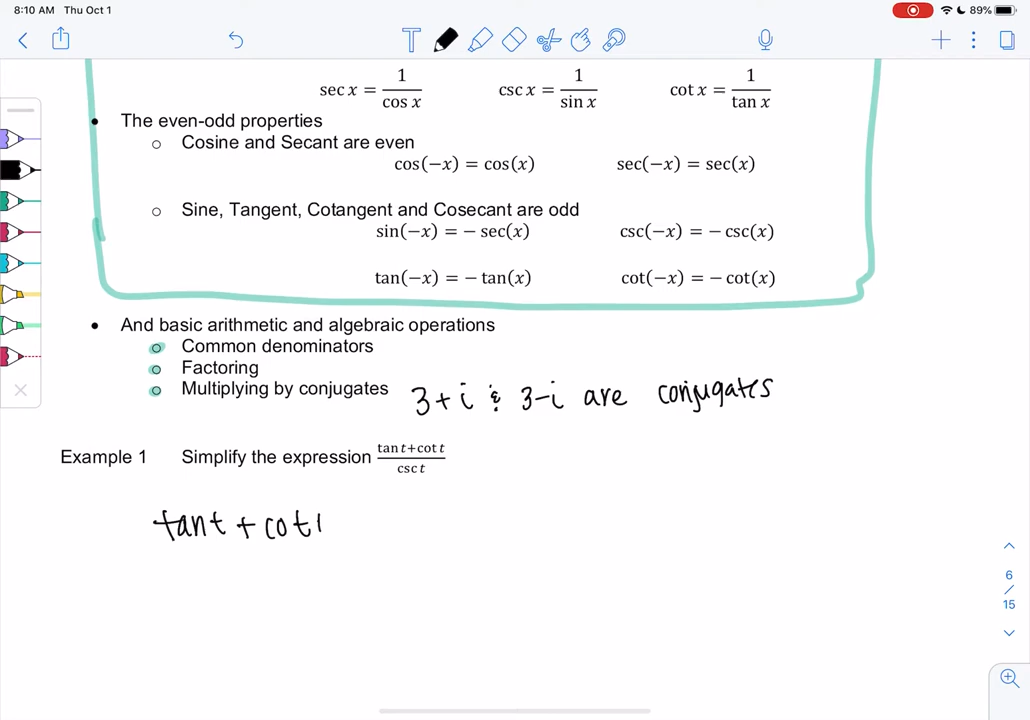 8:10 AM Thu Oct 1 89%
T
sec x = 1/cos x csc x = 1/sin x cot x = 1/tan x
• The even-odd properties
○ Cosine and Secant are even
cos(−x) = cos(x) sec(−x) = sec(x)
○ Sine, Tangent, Cotangent and Cosecant are odd
sin(−x) = − sec(x) csc(−x) = − csc(x)
tan(−x) = − tan(x) cot(−x) = − cot(x)
• And basic arithmetic and algebraic operations
○ Common denominators
○ Factoring
○ Multiplying by conjugates 3+i & 3-i are conjugates
Example 1 Simplify the expression tan t+cot t/csc t
tant + cot
6
/
15